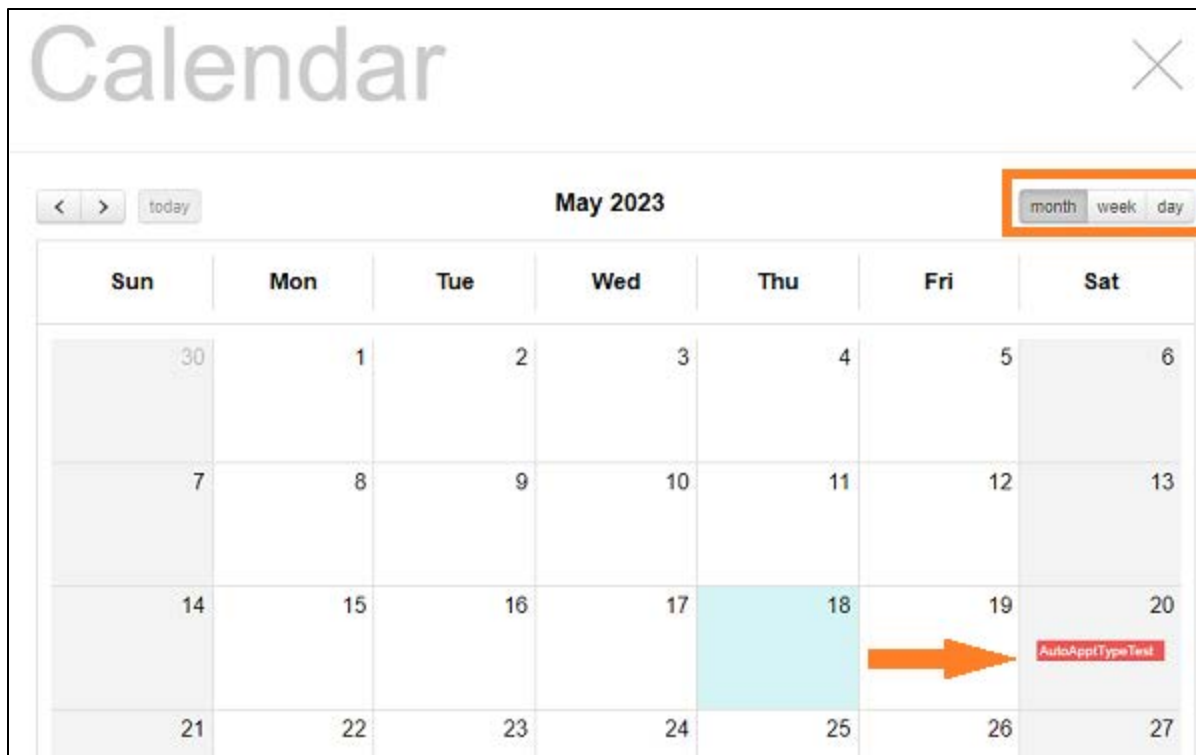 Calendar
< > today May 2023 month week day
Sun Mon Tue Wed Thu Fri Sat
30 1 2 3 4 5 6
7 8 9 10 11 12 13
14 15 16 17 18 19 20
AutoApptTypeTest
21 22 23 24 25 26 27